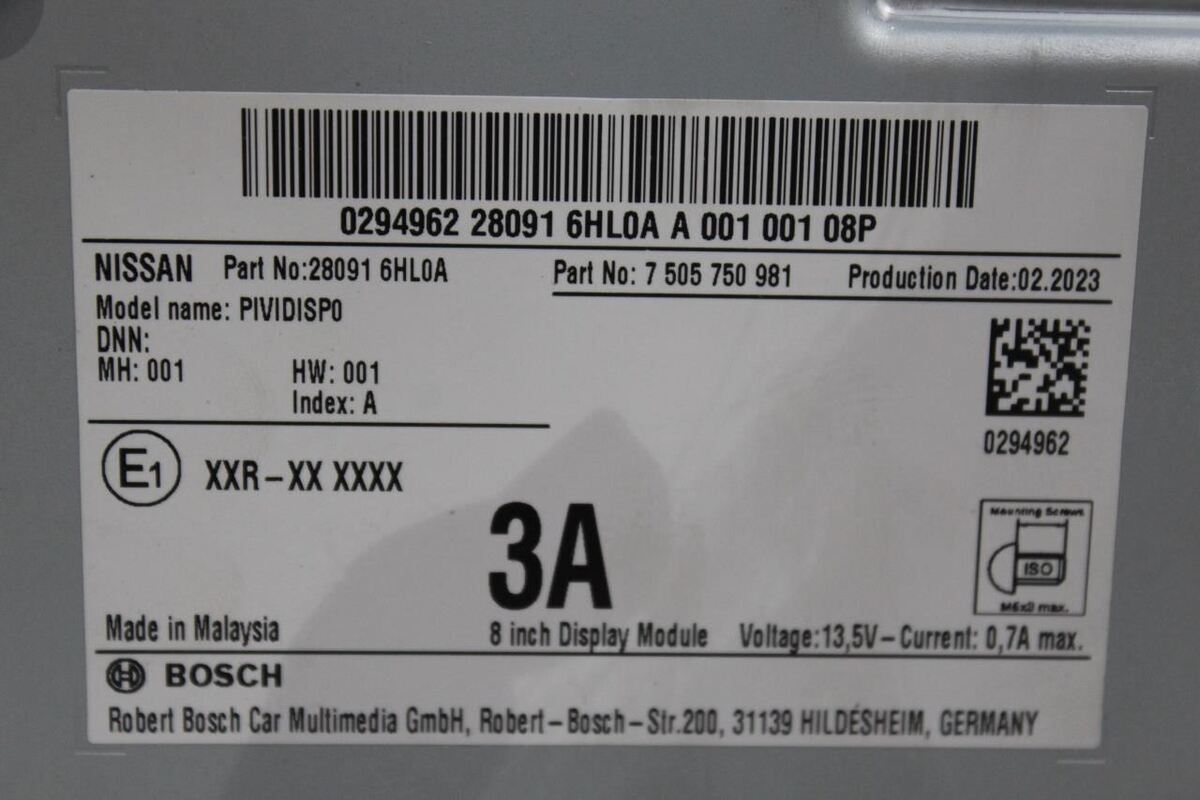 0294962 28091 6HL0A A 001 001 08P
NISSAN Part No:28091 6HL0A Part No: 7 505 750 981 Production Date:02.2023
Model name: PIVIDISP0
DNN:
MH: 001 HW: 001
Index: A
0294962
E1 XXR-XX XXXX
3A
Mounting Screws
ISO
M6x9 max.
Made in Malaysia 8 inch Display Module Voltage:13,5V-Current: 0,7A max.
BOSCH
Robert Bosch Car Multimedia GmbH, Robert-Bosch-Str.200, 31139 HILDESHEIM, GERMANY